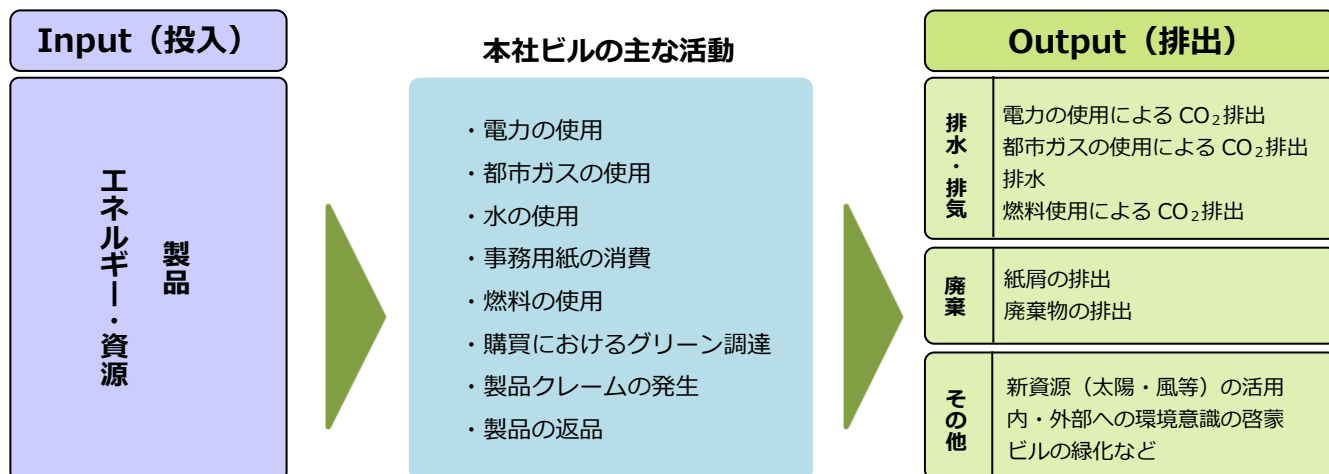 Input（投入）
エネルギー・資源
製品
本社ビルの主な活動
・電力の使用
・都市ガスの使用
・水の使用
・事務用紙の消費
・燃料の使用
・購買におけるグリーン調達
・製品クレームの発生
・製品の返品
Output（排出）
排水・排気
電力の使用による CO₂排出
都市ガスの使用による CO₂排出
排水
燃料使用による CO₂排出
廃棄
紙屑の排出
廃棄物の排出
その他
新資源（太陽・風等）の活用
内・外部への環境意識の啓蒙
ビルの緑化など